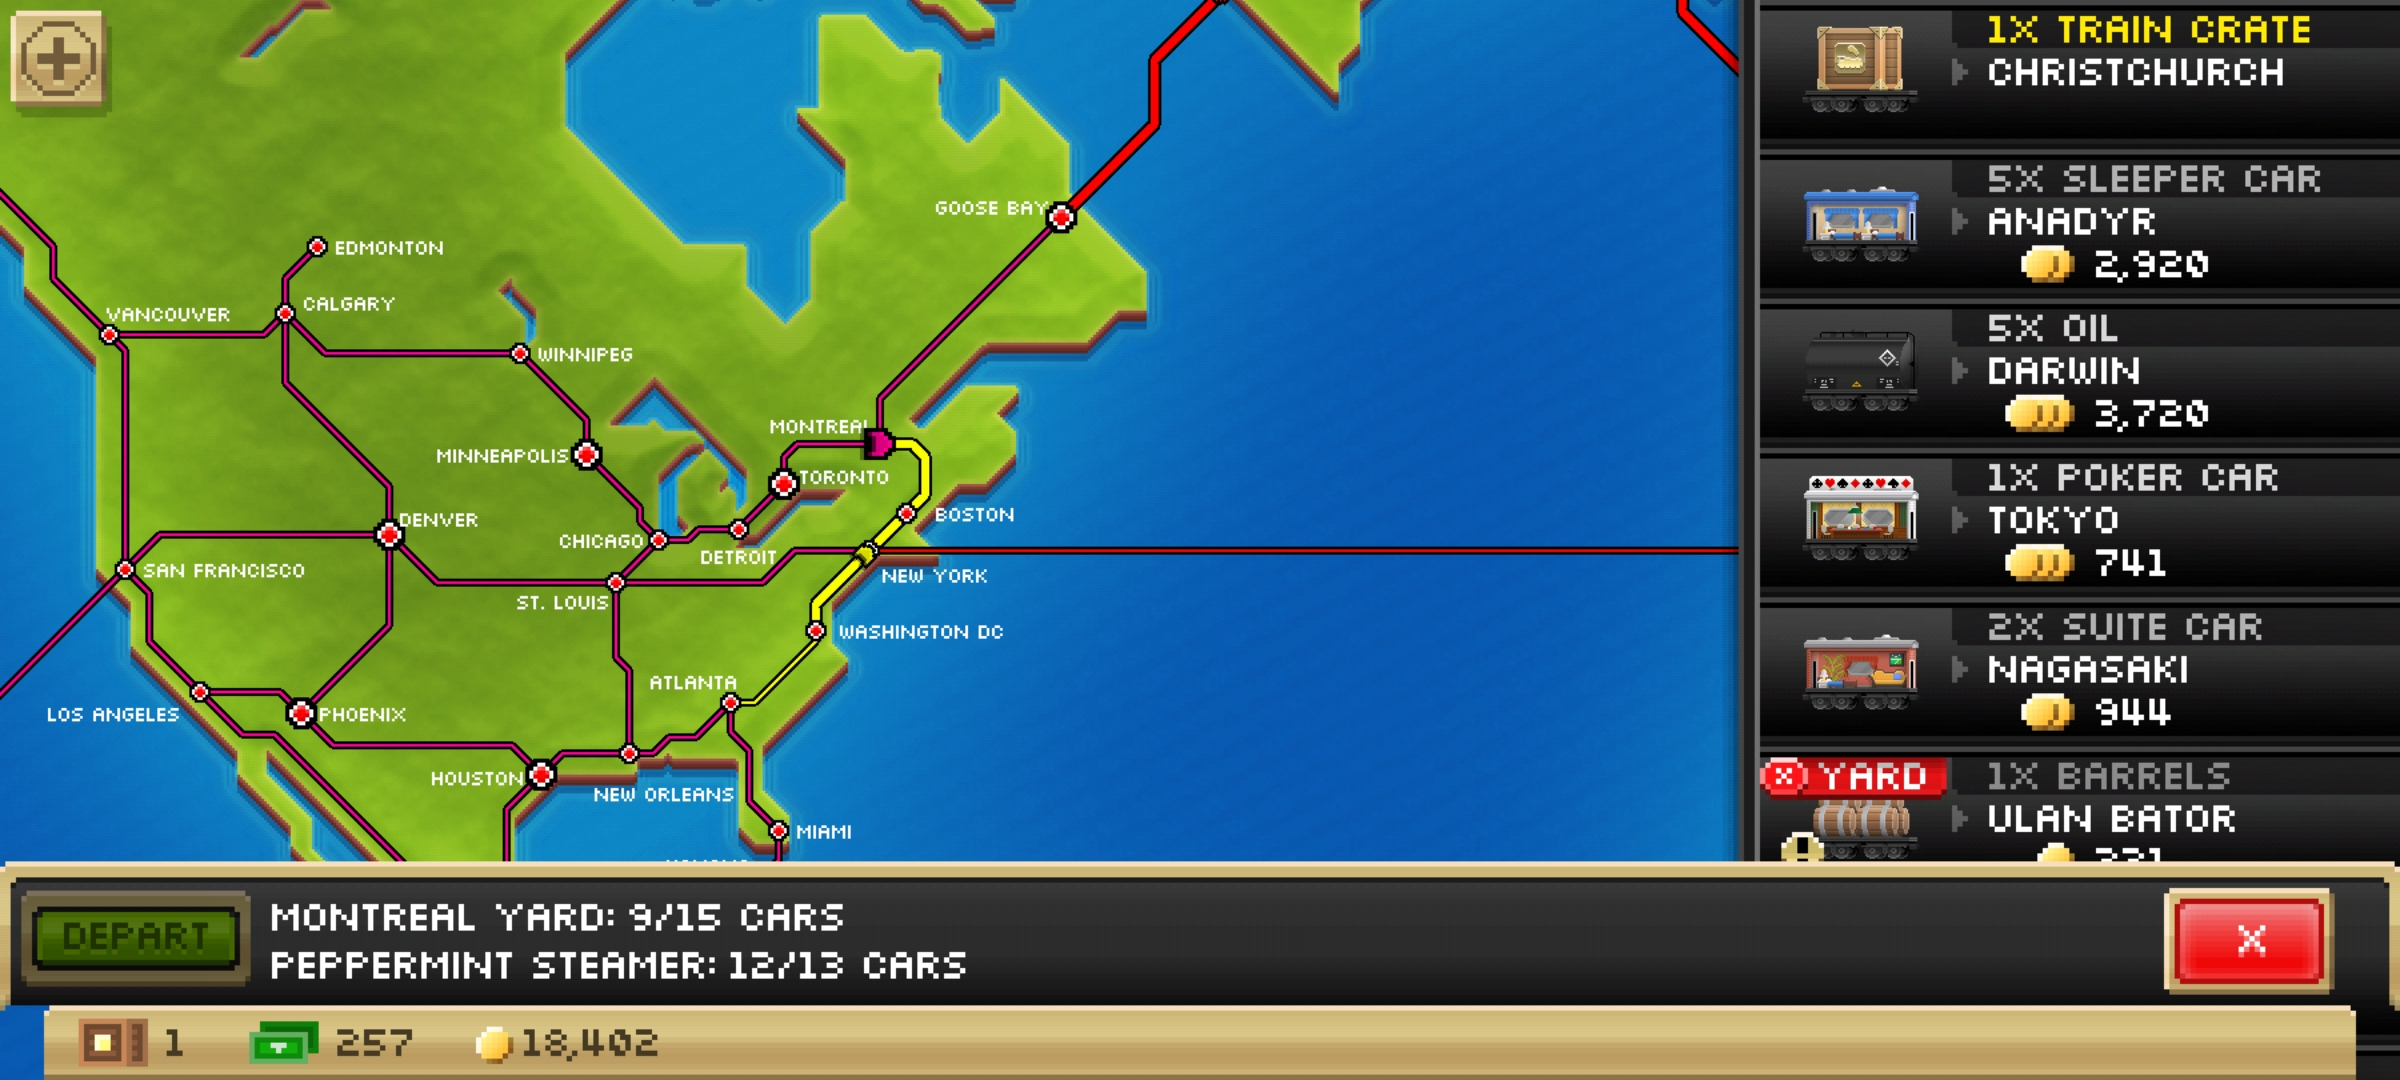 GOOSE BAY
EDMONTON
CALGARY
VANCOUVER
WINNIPEG
MONTREAL
MINNEAPOLIS
TORONTO
DENVER
BOSTON
CHICAGO
DETROIT
SAN FRANCISCO
NEW YORK
ST. LOUIS
WASHINGTON DC
ATLANTA
LOS ANGELES
PHOENIX
HOUSTON
NEW ORLEANS
MIAMI
1X TRAIN CRATE
CHRISTCHURCH
5X SLEEPER CAR
ANADYR
2,920
5X OIL
DARWIN
3,720
1X POKER CAR
TOKYO
741
2X SUITE CAR
NAGASAKI
944
X YARD
1X BARRELS
ULAN BATOR
DEPART
MONTREAL YARD: 9/15 CARS
PEPPERMINT STEAMER: 12/13 CARS
X
1
257
18,402